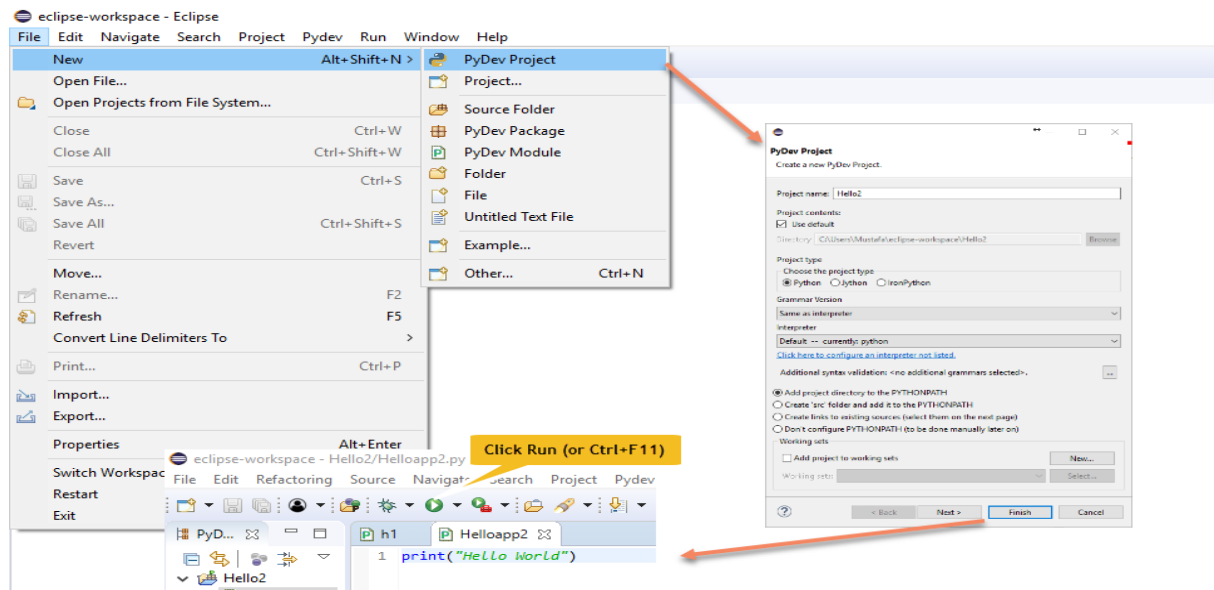 eclipse-workspace - Eclipse
File Edit Navigate Search Project Pydev Run Window Help
New Alt+Shift+N >
Open File...
Open Projects from File System...
Close Ctrl+W
Close All Ctrl+Shift+W
Save Ctrl+S
Save As...
Save All Ctrl+Shift+S
Revert
Move...
Rename... F2
Refresh F5
Convert Line Delimiters To >
Print... Ctrl+P
Import...
Export...
Properties Alt+Enter
Switch Workspac
Restart
Exit
PyDev Project
Project...
Source Folder
PyDev Package
PyDev Module
Folder
File
Untitled Text File
Example...
Other... Ctrl+N
PyDev Project
Create a new PyDev Project.
Project name: Hello2
Project contents:
Use default
Directory C:\Users\Mustafa\eclipse-workspace\Hello2 Browse
Project type
Choose the project type
Python Jython IronPython
Grammar Version
Same as interpreter
Interpreter
Default -- currently: python
Click here to configure an interpreter not listed.
Additional syntax validation: <no additional grammars selected>. ...
Add project directory to the PYTHONPATH
Create 'src' folder and add it to the PYTHONPATH
Create links to existing sources (select them on the next page)
Don't configure PYTHONPATH (to be done manually later on)
Working sets
Add project to working sets New...
Working sets: Select...
? < Back Next > Finish Cancel
Click Run (or Ctrl+F11)
eclipse-workspace - Hello2/Helloapp2.py
File Edit Refactoring Source Navigate Search Project Pydev
PyD... h1 Helloapp2
1 print("Hello World")
Hello2